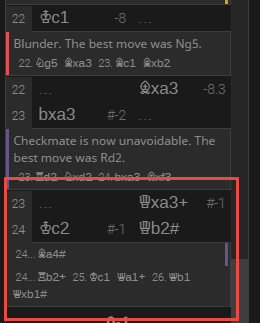 22 ♔c1 -8 ...
Blunder. The best move was Ng5.
22. ♘g5 ♗xa3 23. ♗c1 ♗xb2
22 ... ♗xa3 -8.3
23 bxa3 #-2 ...
Checkmate is now unavoidable. The
best move was Rd2.
23. ♖d2 ♘xd2 24. bxa3 ♗xf3
23 ... ♕xa3+ #-1
24 ♔c2 #-1 ♕b2#
24... ♗a4#
24... ♖b2+ 25. ♔c1 ♕a1+ 26. ♕b1
♕xb1#
0-1